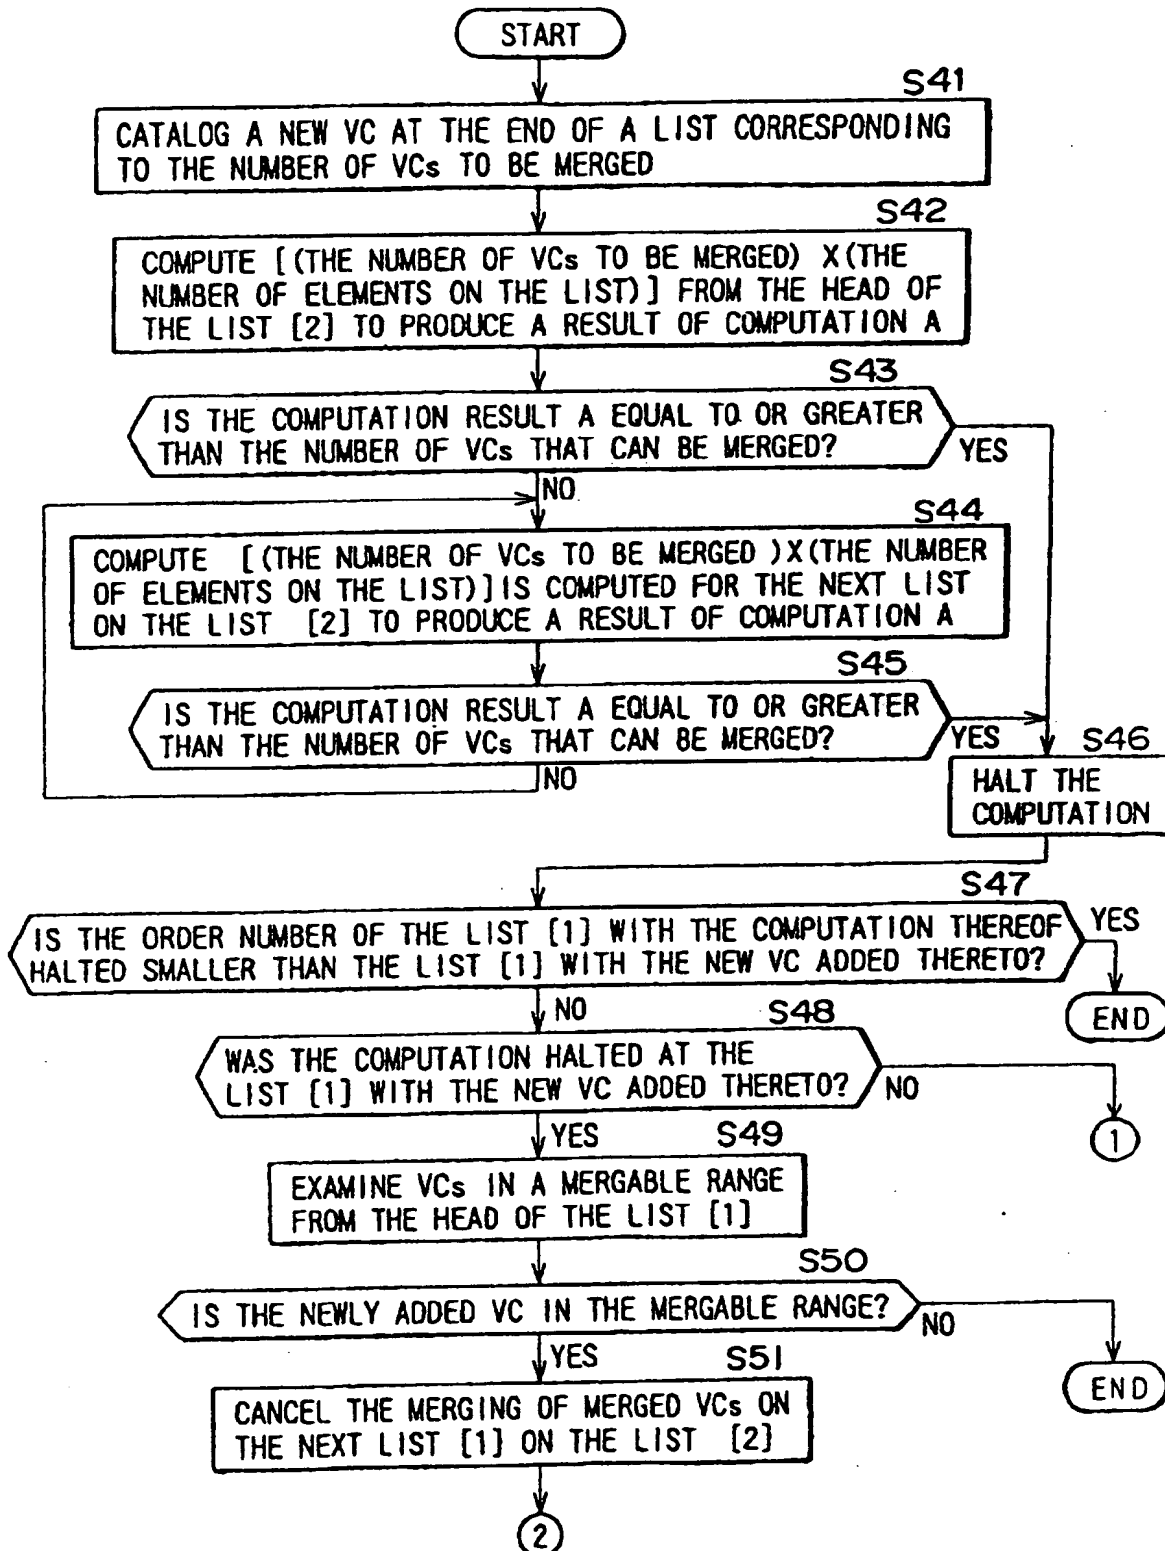 START
S41
CATALOG A NEW VC AT THE END OF A LIST CORRESPONDING
TO THE NUMBER OF VCs TO BE MERGED
S42
COMPUTE [(THE NUMBER OF VCs TO BE MERGED) X(THE
NUMBER OF ELEMENTS ON THE LIST)] FROM THE HEAD OF
THE LIST [2] TO PRODUCE A RESULT OF COMPUTATION A
S43
IS THE COMPUTATION RESULT A EQUAL TO OR GREATER
THAN THE NUMBER OF VCs THAT CAN BE MERGED?
YES
NO
S44
COMPUTE [(THE NUMBER OF VCs TO BE MERGED )X(THE NUMBER
OF ELEMENTS ON THE LIST)]IS COMPUTED FOR THE NEXT LIST
ON THE LIST [2] TO PRODUCE A RESULT OF COMPUTATION A
S45
IS THE COMPUTATION RESULT A EQUAL TO OR GREATER
THAN THE NUMBER OF VCs THAT CAN BE MERGED?
YES
NO
S46
HALT THE
COMPUTATION
S47
IS THE ORDER NUMBER OF THE LIST [1] WITH THE COMPUTATION THEREOF
HALTED SMALLER THAN THE LIST [1] WITH THE NEW VC ADDED THERETO?
YES
END
NO
S48
WAS THE COMPUTATION HALTED AT THE
LIST [1] WITH THE NEW VC ADDED THERETO?
NO
1
YES
S49
EXAMINE VCs IN A MERGABLE RANGE
FROM THE HEAD OF THE LIST [1]
S50
IS THE NEWLY ADDED VC IN THE MERGABLE RANGE?
NO
END
YES
S51
CANCEL THE MERGING OF MERGED VCs ON
THE NEXT LIST [1] ON THE LIST [2]
2